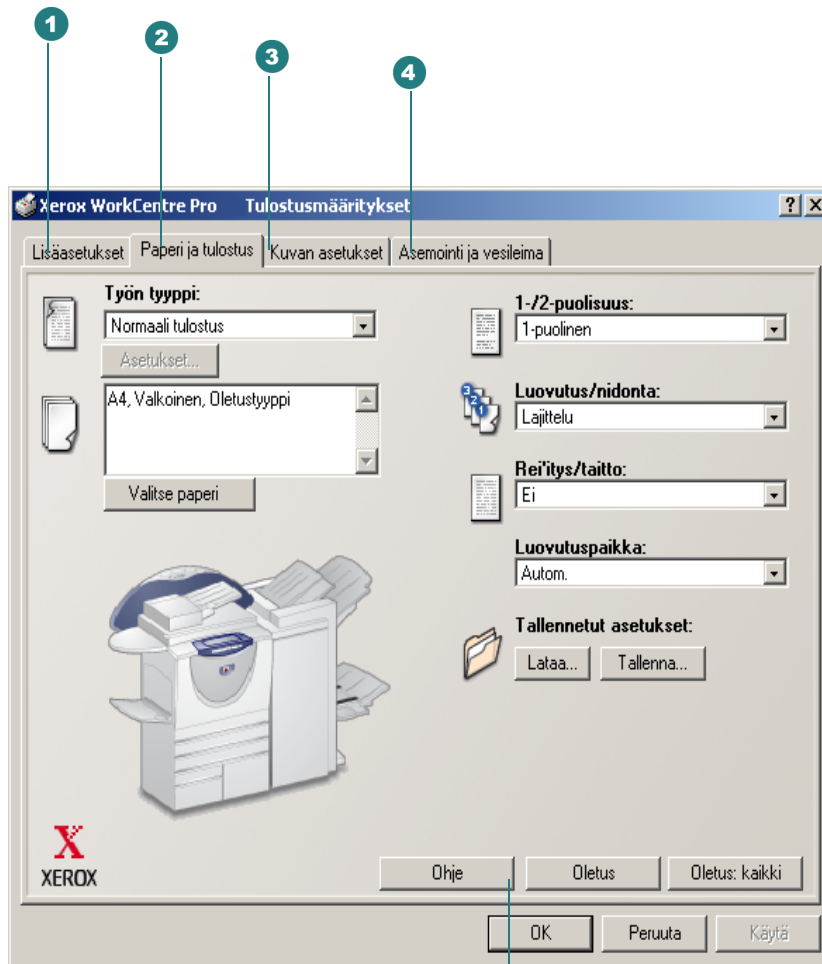 1
2
3
4
Xerox WorkCentre Pro Tulostusmääritykset
Lisäasetukset Paperi ja tulostus Kuvan asetukset Asemointi ja vesileima
Työn tyyppi:
Normaali tulostus
Asetukset...
A4, Valkoinen, Oletustyyppi
Valitse paperi
1-/2-puolisuus:
1-puolinen
Luovutus/nidonta:
Lajittelu
Rei'itys/taitto:
Ei
Luovutuspaikka:
Autom.
Tallennetut asetukset:
Lataa... Tallenna...
X
XEROX
Ohje Oletus Oletus: kaikki
OK Peruuta Käytä